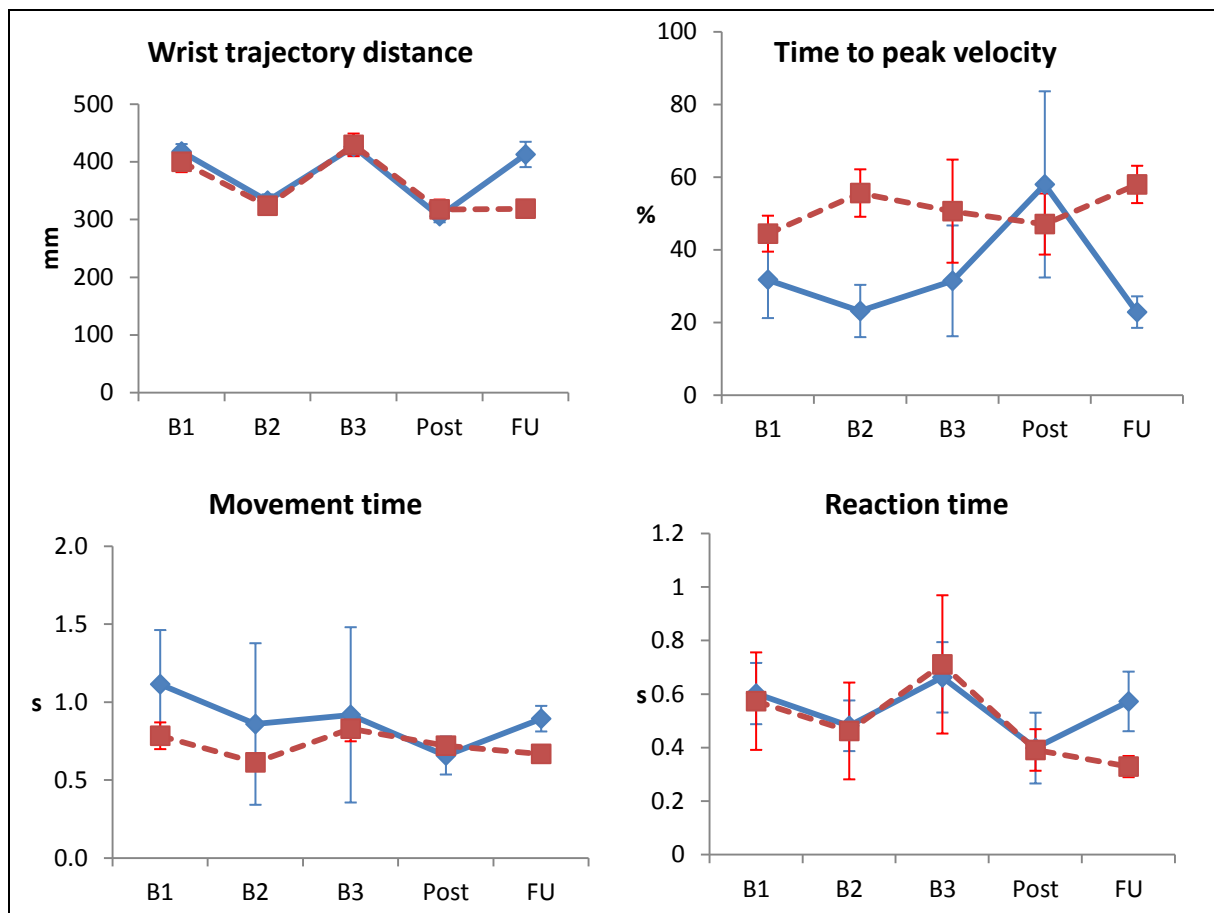 Wrist trajectory distance
500
400
300
200
100
0
mm
B1 B2 B3 Post FU
Time to peak velocity
100
80
60
40
20
0
%
B1 B2 B3 Post FU
Movement time
2.0
1.5
1.0
0.5
0.0
s
B1 B2 B3 Post FU
Reaction time
1.2
1
0.8
0.6
0.4
0.2
0
s
B1 B2 B3 Post FU